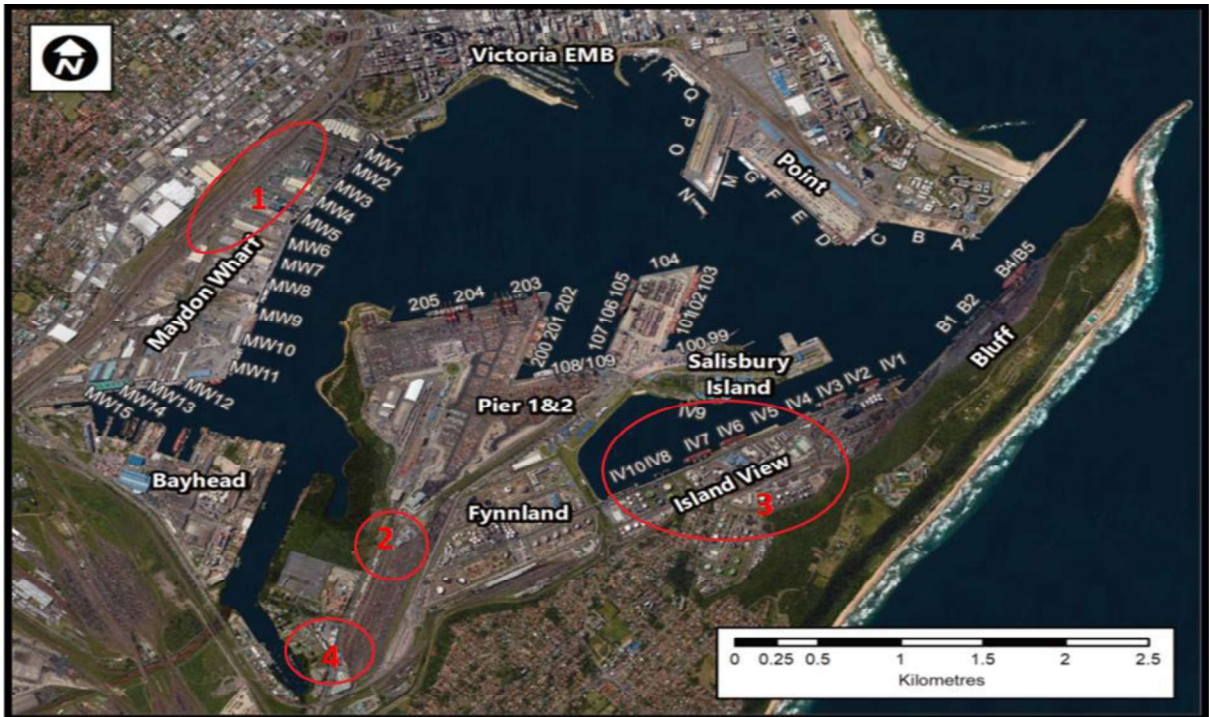 N
Victoria EMB
R
Q
P
O
N
M
G
F
E
D
C
B
A
Point
MW1
MW2
MW3
MW4
MW5
MW6
MW7
MW8
MW9
MW10
MW11
MW12
MW13
MW14
MW15
1
Maydon Wharf
205
204
203
202
201
200
108/109
107
106
105
104
103
102
101
100,99
B4/B5
B2
B1
Bluff
Salisbury
Island
Pier 1&2
IV1
IV2
IV3
IV4
IV5
IV6
IV7
IV8
IV9
IV10
Island View
3
Bayhead
Fynnland
2
4
0 0.25 0.5 1 1.5 2 2.5
Kilometres